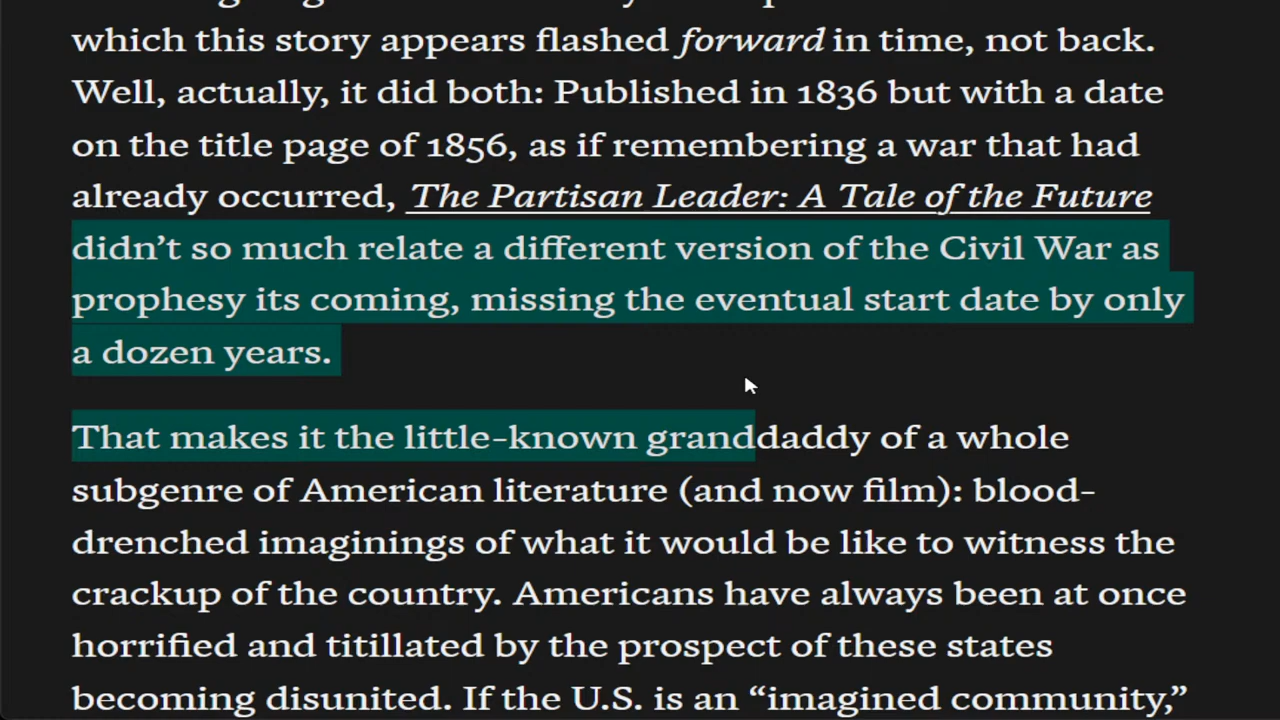 which this story appears flashed forward in time, not back.
Well, actually, it did both: Published in 1836 but with a date
on the title page of 1856, as if remembering a war that had
already occurred, The Partisan Leader: A Tale of the Future
didn’t so much relate a different version of the Civil War as
prophesy its coming, missing the eventual start date by only
a dozen years.
That makes it the little-known granddaddy of a whole
subgenre of American literature (and now film): blood-
drenched imaginings of what it would be like to witness the
crackup of the country. Americans have always been at once
horrified and titillated by the prospect of these states
becoming disunited. If the U.S. is an “imagined community,”